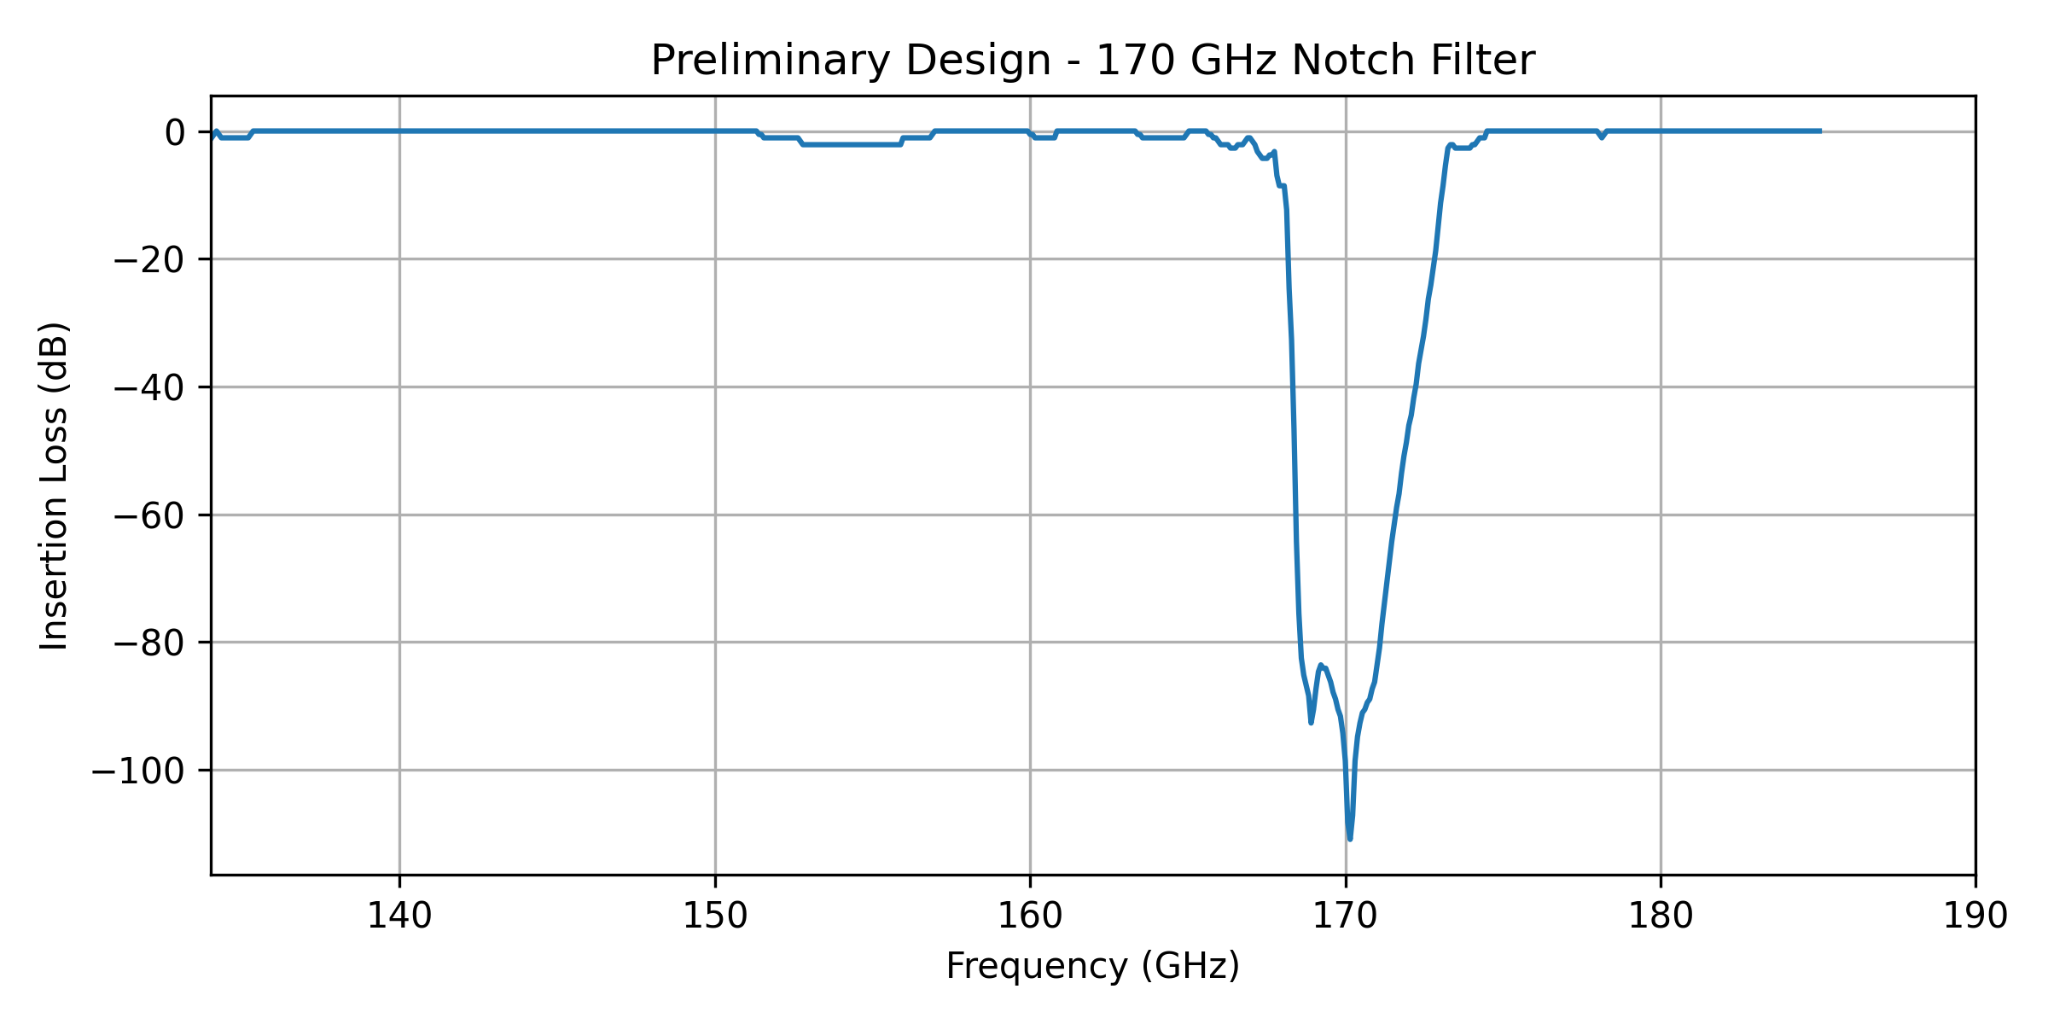 Preliminary Design - 170 GHz Notch Filter
0
−20
−40
−60
−80
−100
Insertion Loss (dB)
140 150 160 170 180 190
Frequency (GHz)